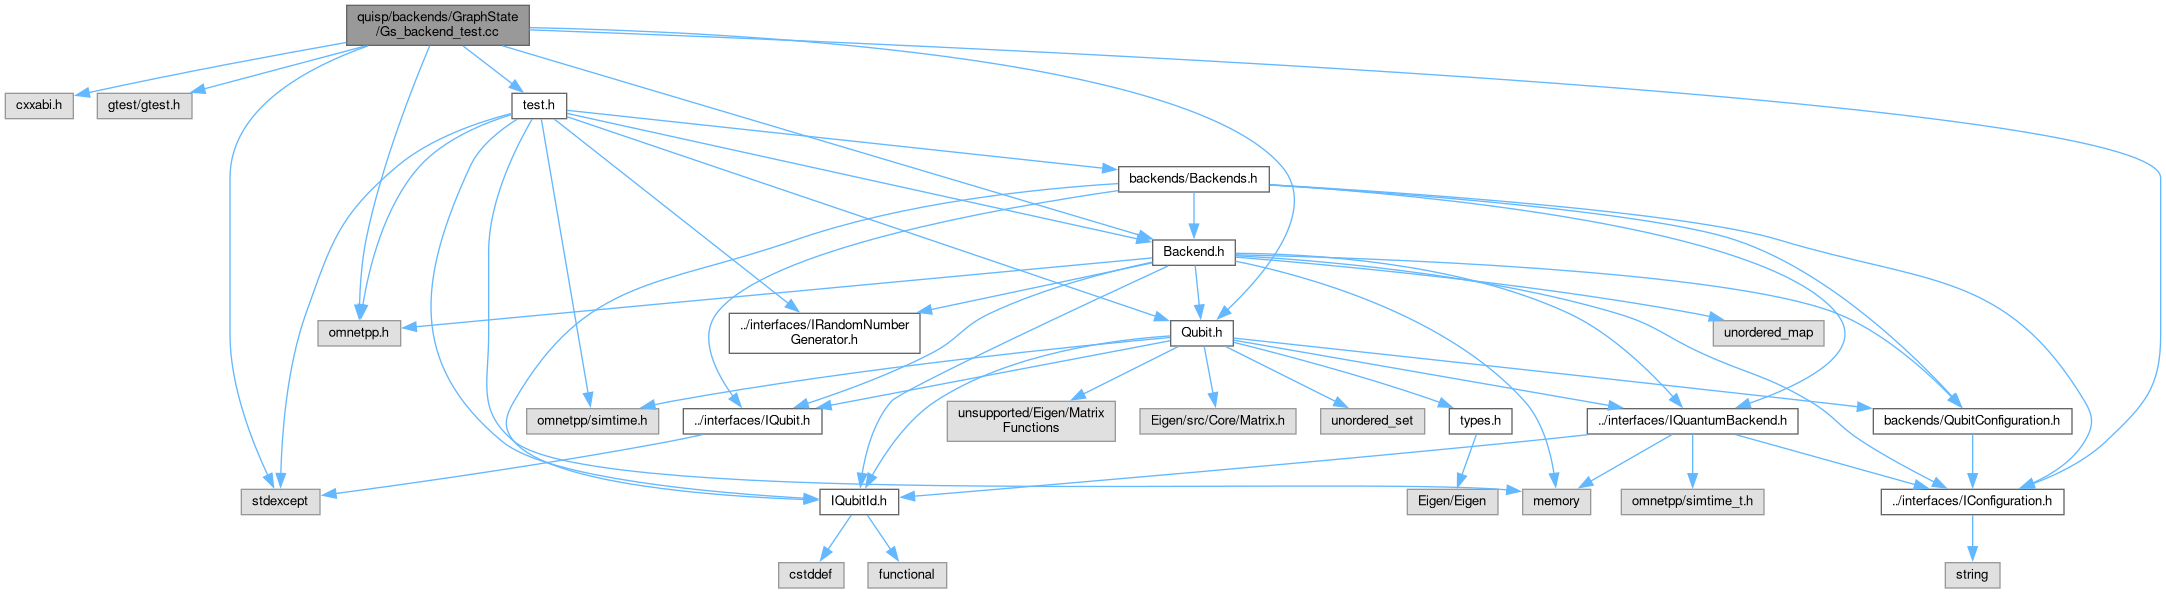 quisp/backends/GraphState
/Gs_backend_test.cc
cxxabi.h
gtest/gtest.h
test.h
backends/Backends.h
Backend.h
omnetpp.h
../interfaces/IRandomNumber
Generator.h
Qubit.h
unordered_map
omnetpp/simtime.h
../interfaces/IQubit.h
unsupported/Eigen/Matrix
Functions
Eigen/src/Core/Matrix.h
unordered_set
types.h
../interfaces/IQuantumBackend.h
backends/QubitConfiguration.h
stdexcept
IQubitId.h
Eigen/Eigen
memory
omnetpp/simtime_t.h
../interfaces/IConfiguration.h
cstddef
functional
string